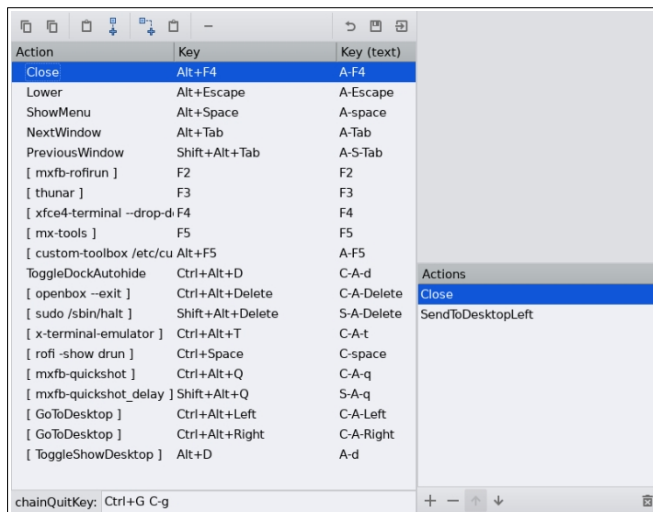 Action Key Key (text)
Close Alt+F4 A-F4
Lower Alt+Escape A-Escape
ShowMenu Alt+Space A-space
NextWindow Alt+Tab A-Tab
PreviousWindow Shift+Alt+Tab A-S-Tab
[ mxfb-rofirun ] F2 F2
[ thunar ] F3 F3
[ xfce4-terminal --drop-d F4 F4
[ mx-tools ] F5 F5
[ custom-toolbox /etc/cu Alt+F5 A-F5
ToggleDockAutohide Ctrl+Alt+D C-A-d
[ openbox --exit ] Ctrl+Alt+Delete C-A-Delete
[ sudo /sbin/halt ] Shift+Alt+Delete S-A-Delete
[ x-terminal-emulator ] Ctrl+Alt+T C-A-t
[ rofi -show drun ] Ctrl+Space C-space
[ mxfb-quickshot ] Ctrl+Alt+Q C-A-q
[ mxfb-quickshot_delay ] Shift+Alt+Q S-A-q
[ GoToDesktop ] Ctrl+Alt+Left C-A-Left
[ GoToDesktop ] Ctrl+Alt+Right C-A-Right
[ ToggleShowDesktop ] Alt+D A-d
chainQuitKey: Ctrl+G C-g
Actions
Close
SendToDesktopLeft